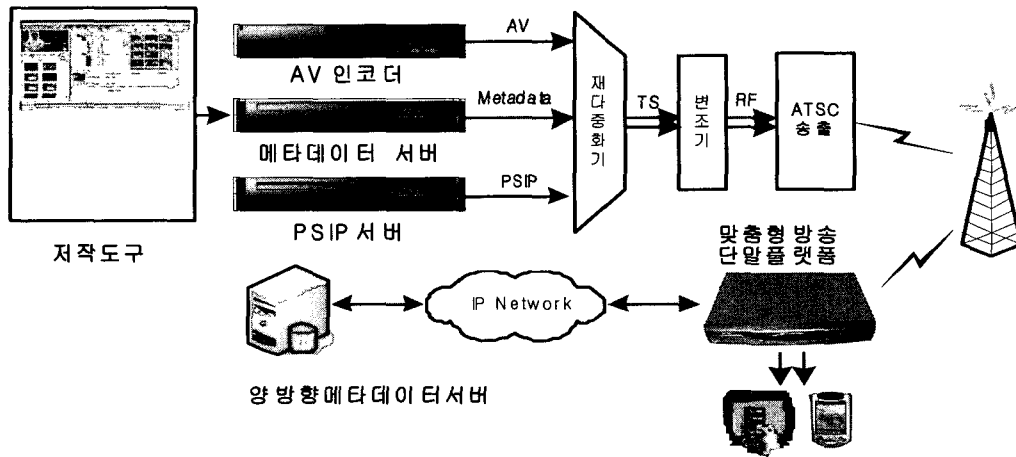 AV
AV 인코더
Metadata
메타데이터 서버
PSIP
PSIP 서버
저작도구
재다중화기
TS
변조기
RF
ATSC
송출
맞춤형방송
단말플랫폼
IP Network
양방향메타데이터서버